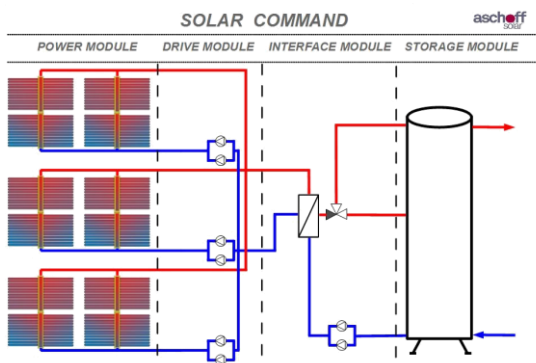 SOLAR COMMAND
aschoff
solar
POWER MODULE
DRIVE MODULE
INTERFACE MODULE
STORAGE MODULE